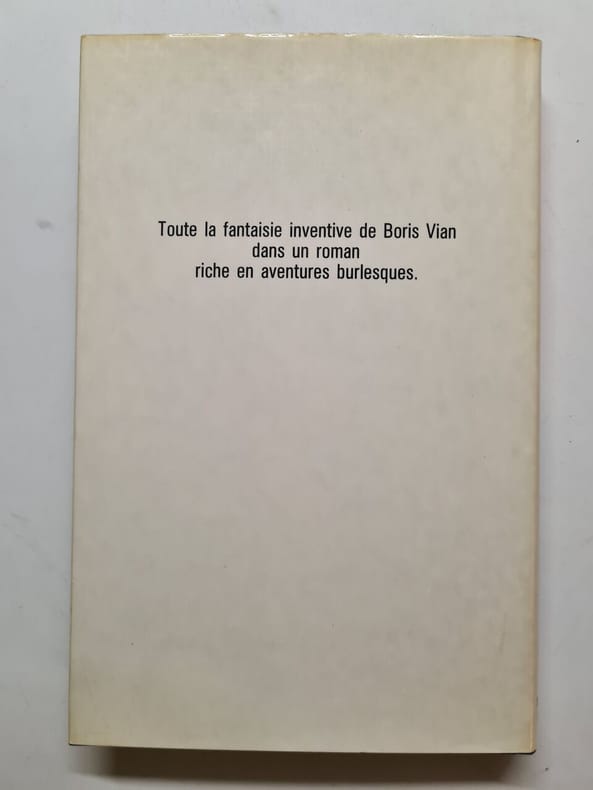 Toute la fantaisie inventive de Boris Vian
dans un roman
riche en aventures burlesques.